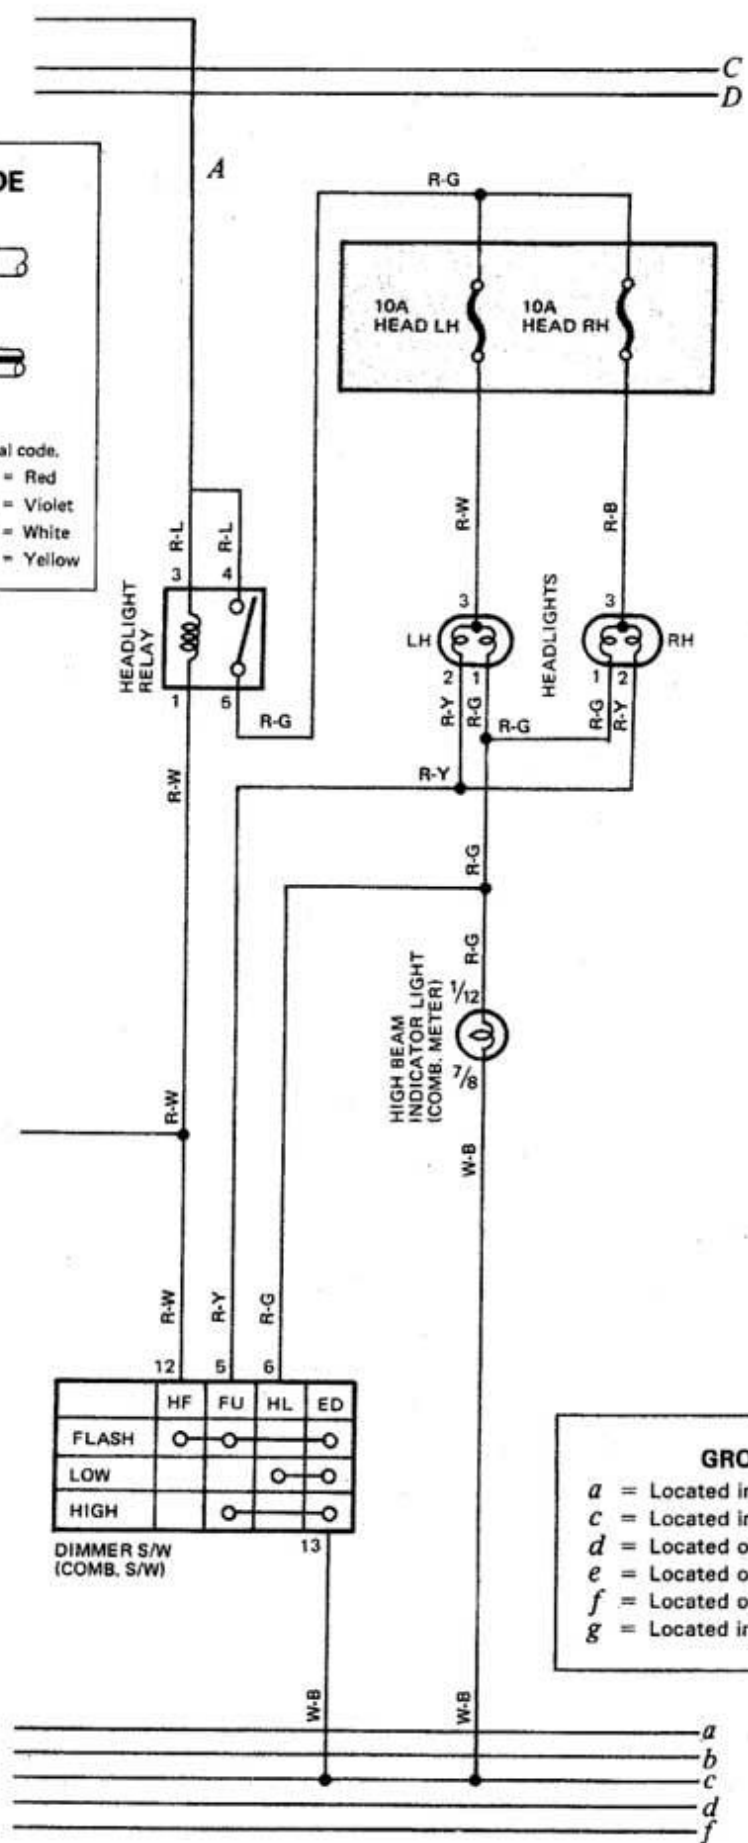 C
D
A
DE
R-G
10A
HEAD LH
10A
HEAD RH
al code.
= Red
= Violet
= White
= Yellow
R-L
R-L
R-W
R-B
3
4
HEADLIGHT
RELAY
1
5
R-G
3
LH
2
1
HEADLIGHTS
3
RH
1
2
R-Y
R-G
R-G
R-G
R-Y
R-W
R-Y
R-G
R-G
1/12
HIGH BEAM
INDICATOR LIGHT
(COMB. METER)
7/8
R-W
W-B
R-W
R-Y
R-G
12
5
6
HF
FU
HL
ED
FLASH
LOW
HIGH
DIMMER S/W
(COMB. S/W)
13
GRO
a = Located in
c = Located in
d = Located o
e = Located o
f = Located o
g = Located in
W-B
W-B
a
b
c
d
f